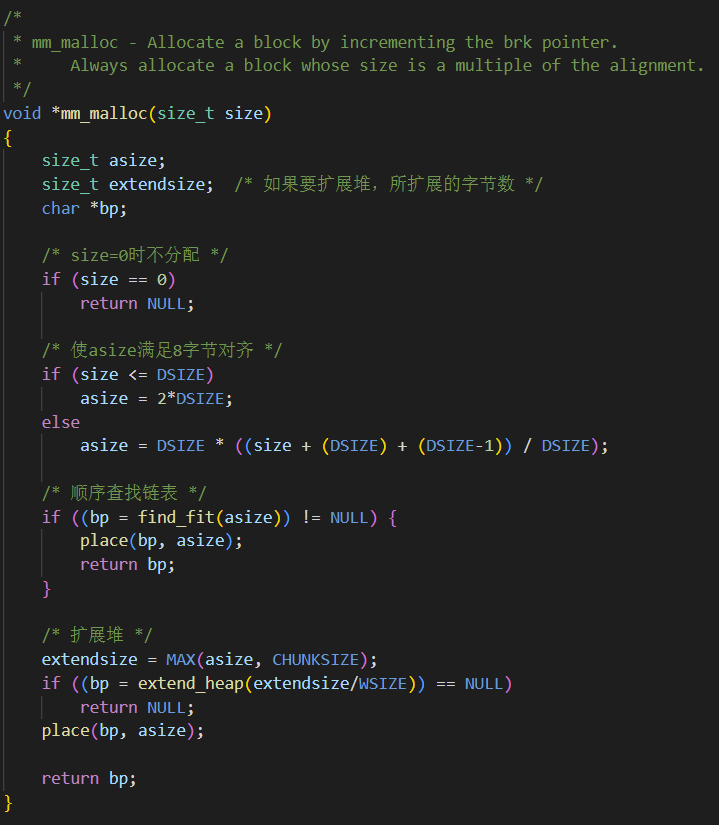 /*
 * mm_malloc - Allocate a block by incrementing the brk pointer.
 *     Always allocate a block whose size is a multiple of the alignment.
 */
void *mm_malloc(size_t size)
{
    size_t asize;
    size_t extendsize;  /* 如果要扩展堆，所扩展的字节数 */
    char *bp;

    /* size=0时不分配 */
    if (size == 0)
        return NULL;

    /* 使asize满足8字节对齐 */
    if (size <= DSIZE)
        asize = 2*DSIZE;
    else
        asize = DSIZE * ((size + (DSIZE) + (DSIZE-1)) / DSIZE);

    /* 顺序查找链表 */
    if ((bp = find_fit(asize)) != NULL) {
        place(bp, asize);
        return bp;
    }

    /* 扩展堆 */
    extendsize = MAX(asize, CHUNKSIZE);
    if ((bp = extend_heap(extendsize/WSIZE)) == NULL)
        return NULL;
    place(bp, asize);

    return bp;
}